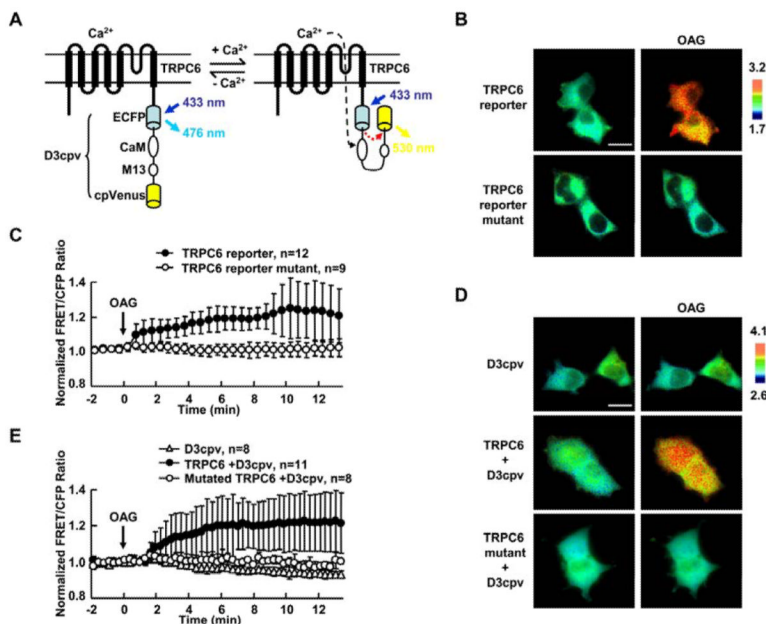 A
Ca²⁺
Ca²⁺
+ Ca²⁺
- Ca²⁺
TRPC6
TRPC6
ECFP
433 nm
476 nm
433 nm
530 nm
D3cpv
CaM
M13
cpVenus
B
OAG
TRPC6
reporter
3.2
1.7
TRPC6
reporter
mutant
C
TRPC6 reporter, n=12
TRPC6 reporter mutant, n=9
Normalized FRET/CFP Ratio
1.4
1.2
1.0
0.8
OAG
-2 0 2 4 6 8 10 12
Time (min)
D
OAG
D3cpv
4.1
2.6
TRPC6
+
D3cpv
TRPC6
mutant
+
D3cpv
E
D3cpv, n=8
TRPC6 +D3cpv, n=11
Mutated TRPC6 +D3cpv, n=8
Normalized FRET/CFP Ratio
1.4
1.2
1.0
0.8
OAG
-2 0 2 4 6 8 10 12
Time (min)